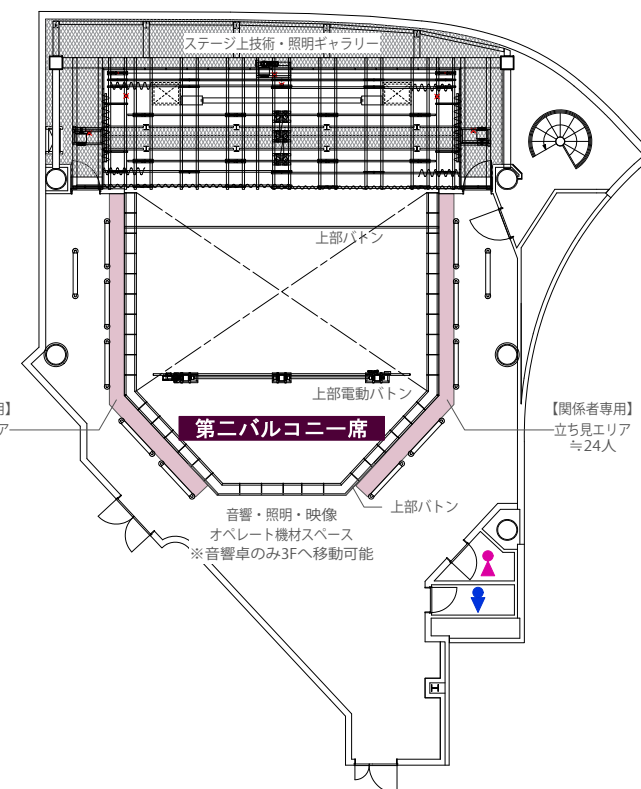 ステージ上技術・照明ギャラリー
上部バトン
上部電動バトン
第二バルコニー席
用】
ア
【関係者専用】
立ち見エリア
≒24人
上部バトン
音響・照明・映像
オペレート機材スペース
※音響卓のみ3Fへ移動可能